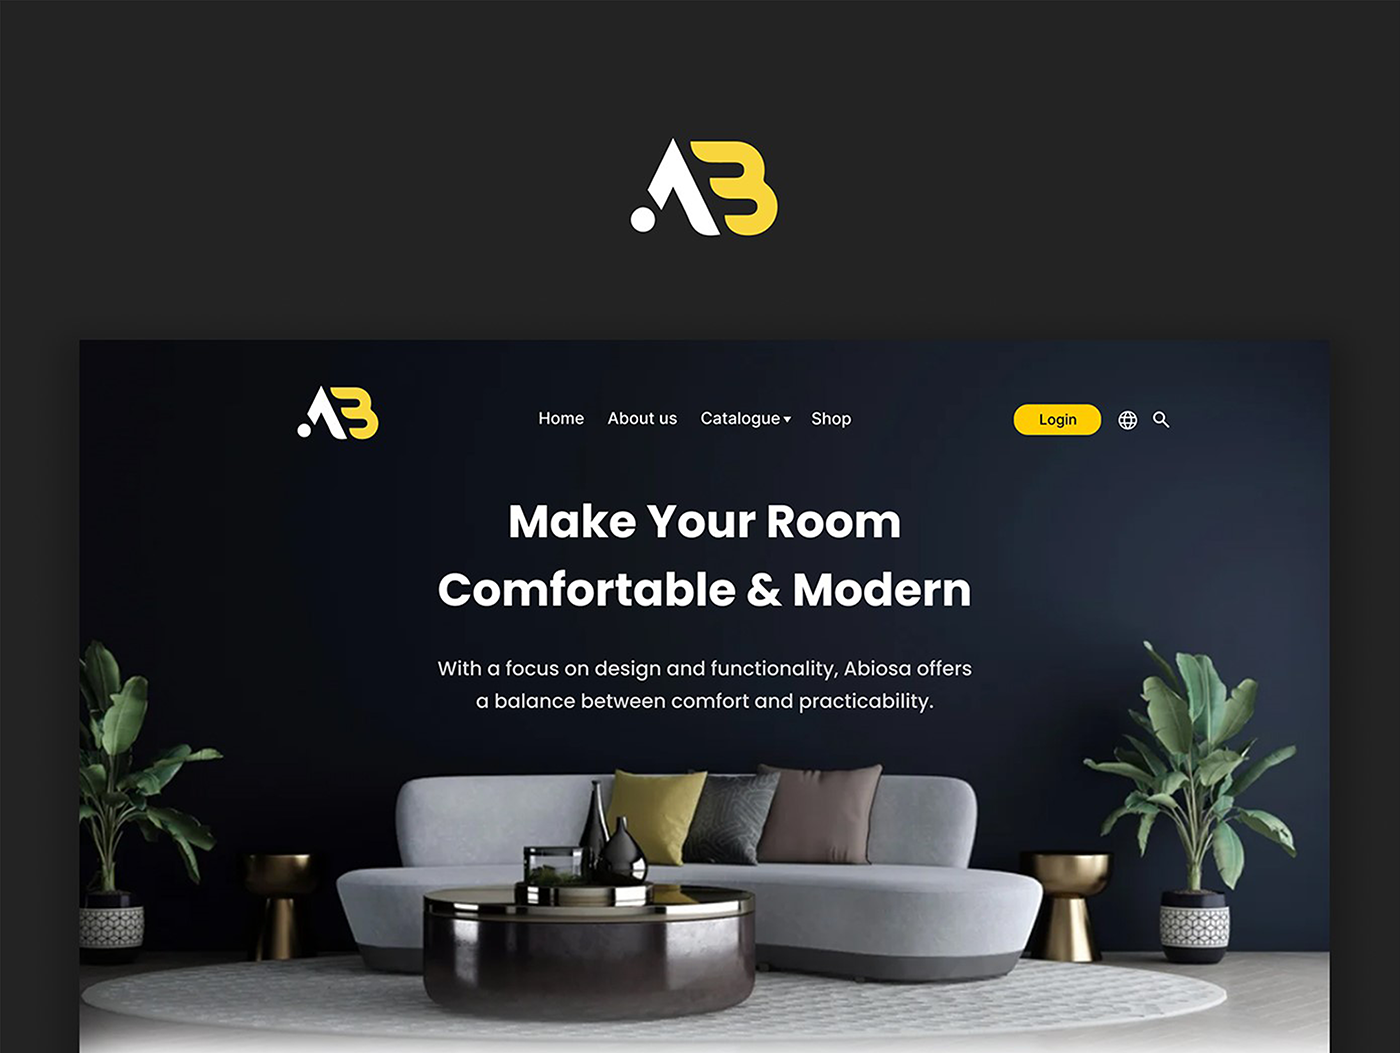 AB
AB
Home About us Catalogue Shop Login
Make Your Room
Comfortable & Modern
With a focus on design and functionality, Abiosa offers
a balance between comfort and practicability.